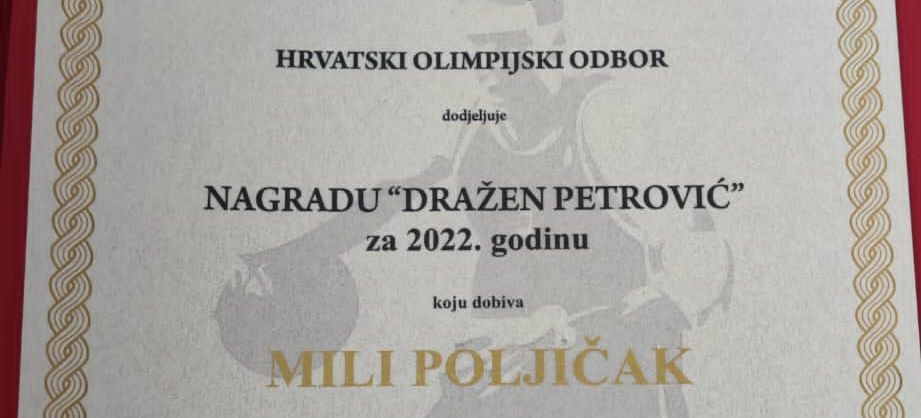 HRVATSKI OLIMPIJSKI ODBOR
dodjeljuje
NAGRADU “DRAŽEN PETROVIĆ”
za 2022. godinu
koju dobiva
MILI POLJIČAK